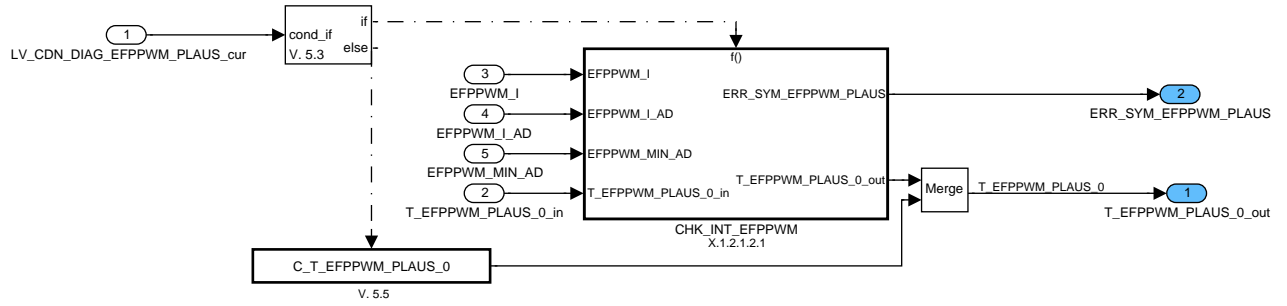 1
LV_CDN_DIAG_EFPPWM_PLAUS_cur
cond_if
V. 5.3
if
else
f()
3
EFPPWM_I
4
EFPPWM_I_AD
5
EFPPWM_MIN_AD
2
T_EFPPWM_PLAUS_0_in
EFPPWM_I
EFPPWM_I_AD
EFPPWM_MIN_AD
T_EFPPWM_PLAUS_0_in
ERR_SYM_EFPPWM_PLAUS
T_EFPPWM_PLAUS_0_out
CHK_INT_EFPPWM
X.1.2.1.2.1
2
ERR_SYM_EFPPWM_PLAUS
Merge
T_EFPPWM_PLAUS_0
1
T_EFPPWM_PLAUS_0_out
C_T_EFPPWM_PLAUS_0
V. 5.5